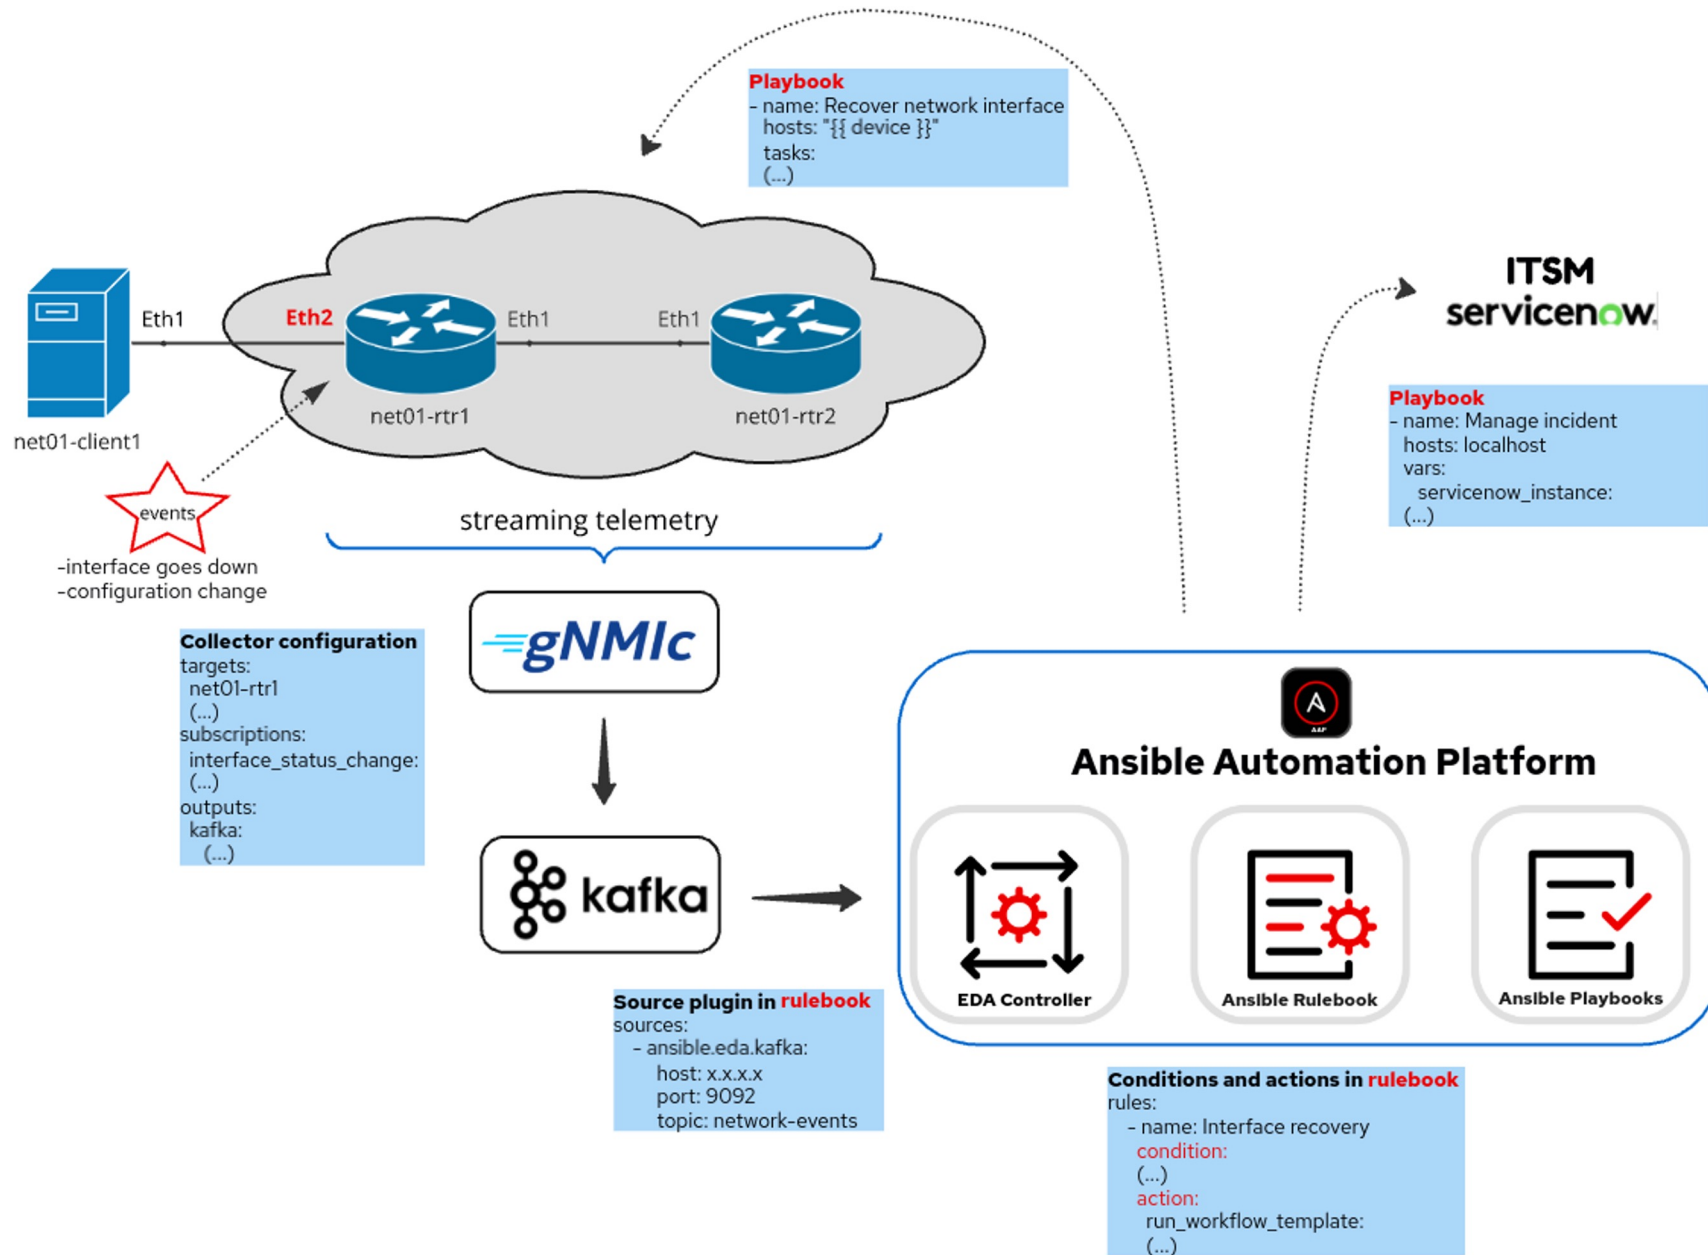 Playbook
- name: Recover network interface
hosts: "{{ device }}"
tasks:
(...)
ITSM
servicenow.
Playbook
- name: Manage incident
hosts: localhost
vars:
servicenow_instance:
(...)
Eth1
Eth2
Eth1
Eth1
net01-client1
net01-rtr1
net01-rtr2
events
-interface goes down
-configuration change
streaming telemetry
gNMIc
Collector configuration
targets:
net01-rtr1
(...)
subscriptions:
interface_status_change:
(...)
outputs:
kafka:
(...)
kafka
Source plugin in rulebook
sources:
- ansible.eda.kafka:
host: x.x.x.x
port: 9092
topic: network-events
AAP
Ansible Automation Platform
EDA Controller
Ansible Rulebook
Ansible Playbooks
Conditions and actions in rulebook
rules:
- name: Interface recovery
condition:
(...)
action:
run_workflow_template:
(...)